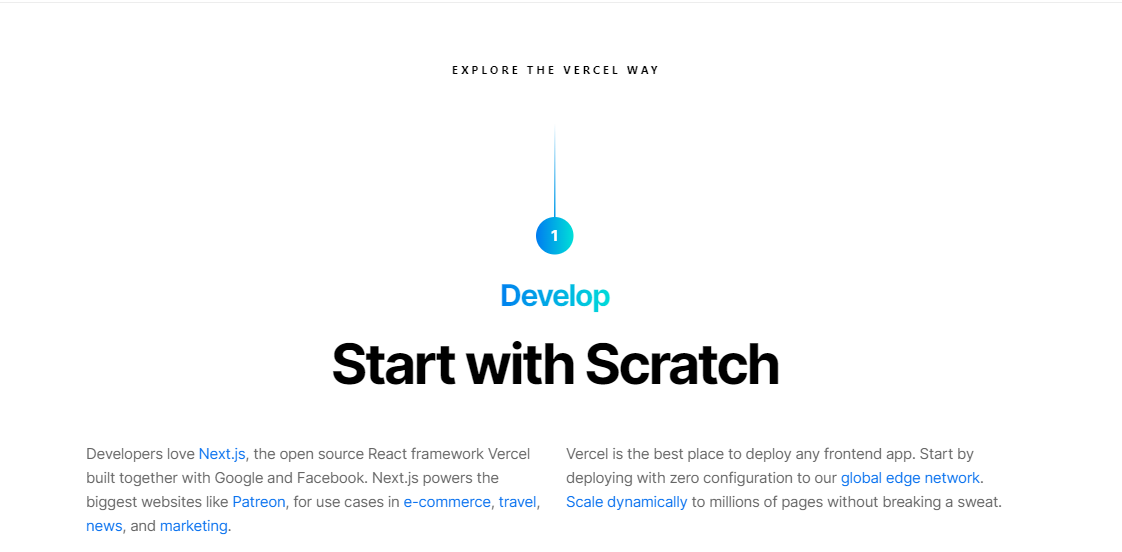 EXPLORE THE VERCEL WAY
1
Develop
Start with Scratch
Developers love Next.js, the open source React framework Vercel
built together with Google and Facebook. Next.js powers the
biggest websites like Patreon, for use cases in e-commerce, travel,
news, and marketing.
Vercel is the best place to deploy any frontend app. Start by
deploying with zero configuration to our global edge network.
Scale dynamically to millions of pages without breaking a sweat.